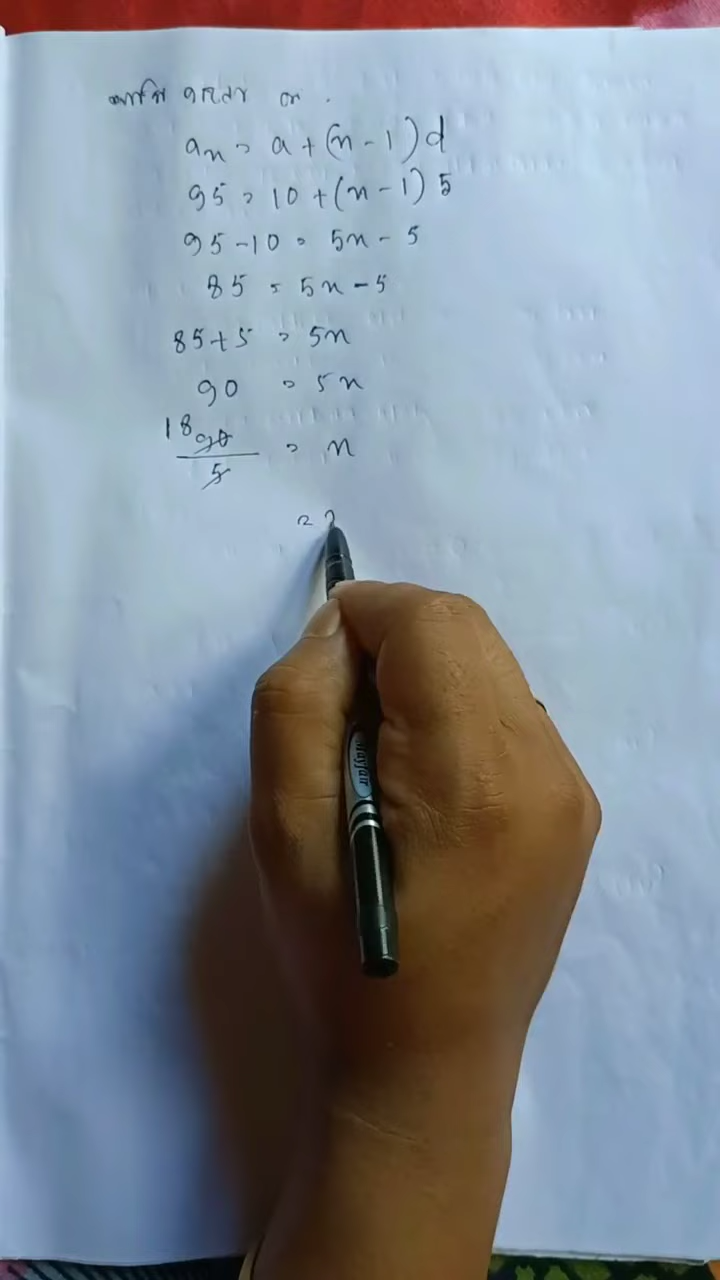 আমি পাওঁ যে,
aₙ = a + (n - 1) d
95 = 10 + (n - 1) 5
95 - 10 = 5n - 5
85 = 5n - 5
85 + 5 = 5n
90 = 5n
18 90/5 = n
Mayfair